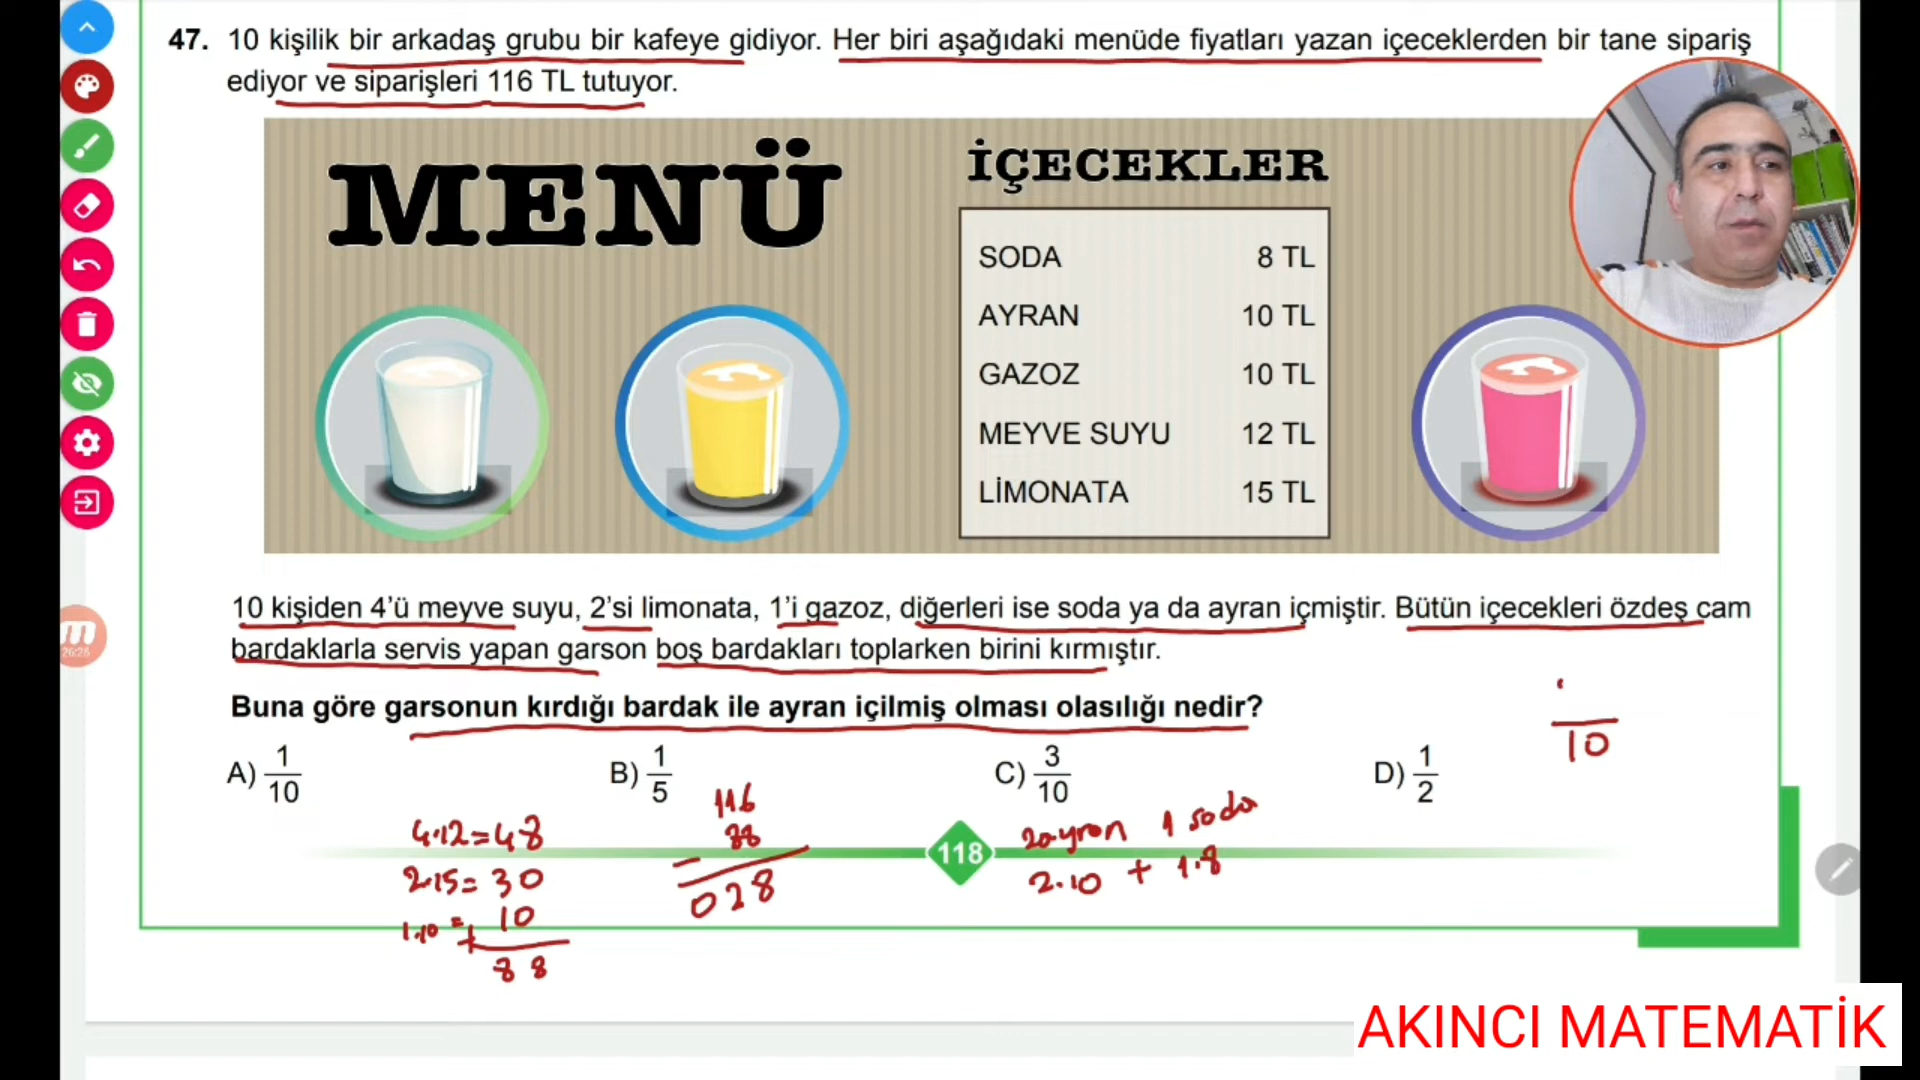 47. 10 kişilik bir arkadaş grubu bir kafeye gidiyor. Her biri aşağıdaki menüde fiyatları yazan içeceklerden bir tane sipariş
ediyor ve siparişleri 116 TL tutuyor.
MENÜ
İÇECEKLER
SODA 8 TL
AYRAN 10 TL
GAZOZ 10 TL
MEYVE SUYU 12 TL
LİMONATA 15 TL
10 kişiden 4'ü meyve suyu, 2'si limonata, 1'i gazoz, diğerleri ise soda ya da ayran içmiştir. Bütün içecekleri özdeş cam
bardaklarla servis yapan garson boş bardakları toplarken birini kırmıştır.
Buna göre garsonun kırdığı bardak ile ayran içilmiş olması olasılığı nedir?
A) 1/10 B) 1/5 C) 3/10 D) 1/2
10
4.12=48
2.15=30
1.10=10
+
88
116
88
-
028
2 ayran 1 soda
2.10 + 1.8
118
m
26:28
AKINCI MATEMATİK